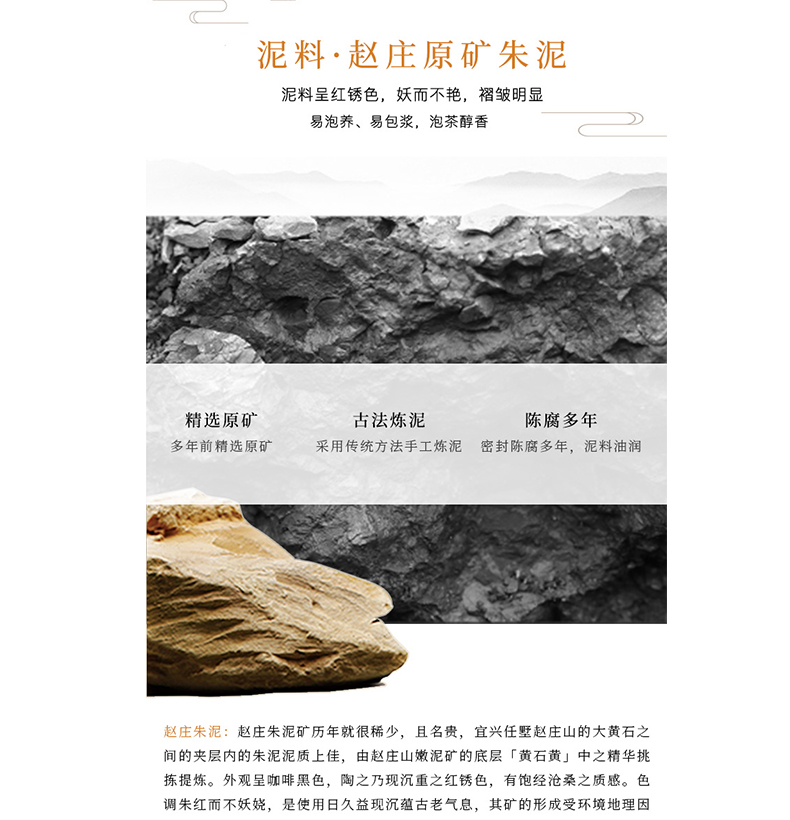 泥料·赵庄原矿朱泥
泥料呈红锈色，妖而不艳，褶皱明显
易泡养、易包浆，泡茶醇香
精选原矿 古法炼泥 陈腐多年
多年前精选原矿 采用传统方法手工炼泥 密封陈腐多年，泥料油润
赵庄朱泥：赵庄朱泥矿历年就很稀少，且名贵，宜兴任墅赵庄山的大黄石之
间的夹层内的朱泥泥质上佳，由赵庄山嫩泥矿的底层「黄石黄」中之精华挑
拣提炼。外观呈咖啡黑色，陶之乃现沉重之红锈色，有饱经沧桑之质感。色
调朱红而不妖娆，是使用日久益现沉蕴古老气息，其矿的形成受环境地理因